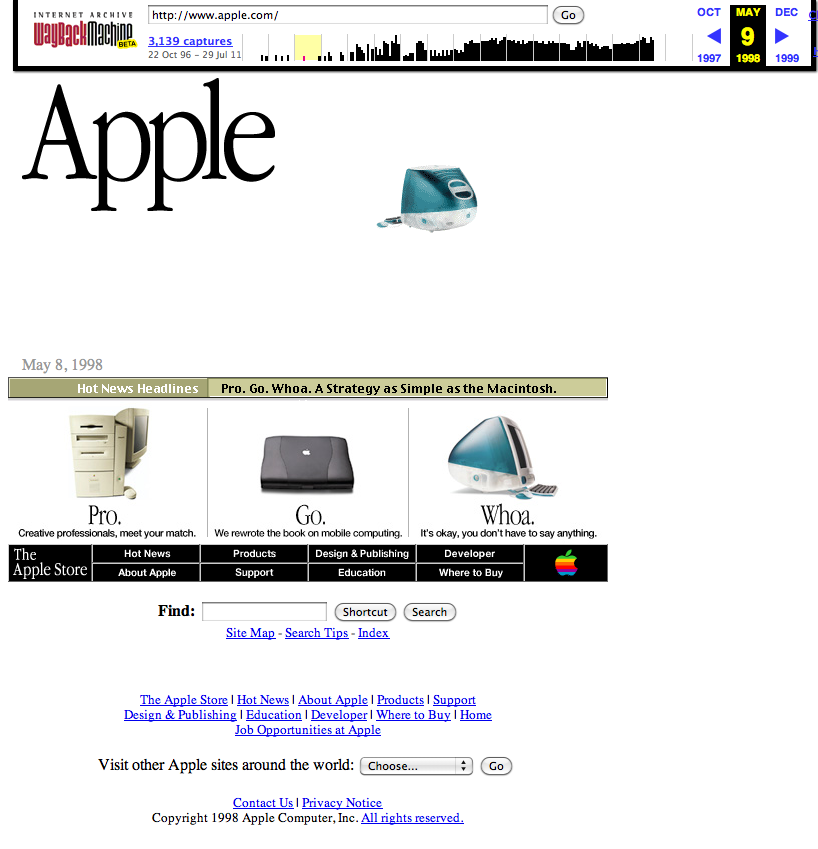 INTERNET ARCHIVE
WayBackMachine
BETA
http://www.apple.com/
Go
3,139 captures
22 Oct 96 – 29 Jul 11
OCT MAY DEC
9
1997 1998 1999
Apple
May 8, 1998
Hot News Headlines Pro. Go. Whoa. A Strategy as Simple as the Macintosh.
Pro. Go. Whoa.
Creative professionals, meet your match. We rewrote the book on mobile computing. It's okay, you don't have to say anything.
The Apple Store
Hot News Products Design & Publishing Developer
About Apple Support Education Where to Buy
Find: Shortcut Search
Site Map - Search Tips - Index
The Apple Store | Hot News | About Apple | Products | Support
Design & Publishing | Education | Developer | Where to Buy | Home
Job Opportunities at Apple
Visit other Apple sites around the world: Choose... Go
Contact Us | Privacy Notice
Copyright 1998 Apple Computer, Inc. All rights reserved.